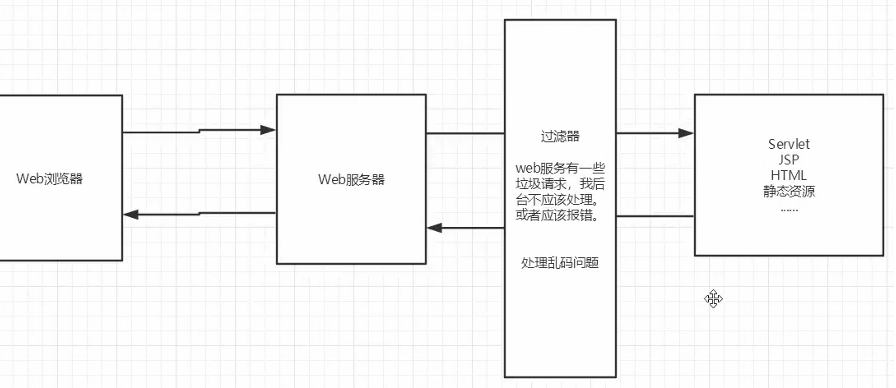 Web浏览器
Web服务器
过滤器
web服务有一些
垃圾请求，我后
台不应该处理。
或者应该报错。
处理乱码问题
Servlet
JSP
HTML
静态资源
......